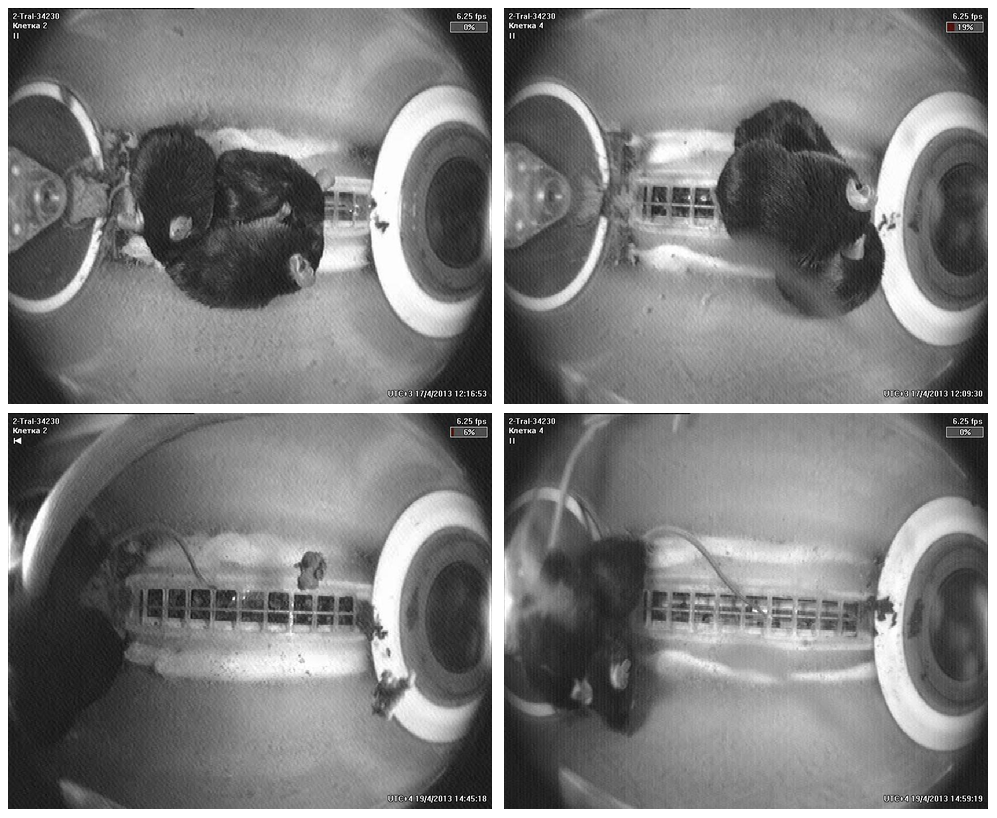 2-Tral-34230
Клетка 2
6.25 fps
0%
UTC+3 17/4/2013 12:16:53
2-Tral-34230
Клетка 4
6.25 fps
19%
UTC+3 17/4/2013 12:09:30
2-Tral-34230
Клетка 2
6.25 fps
6%
UTC+4 19/4/2013 14:45:18
2-Tral-34230
Клетка 4
6.25 fps
0%
UTC+4 19/4/2013 14:59:19